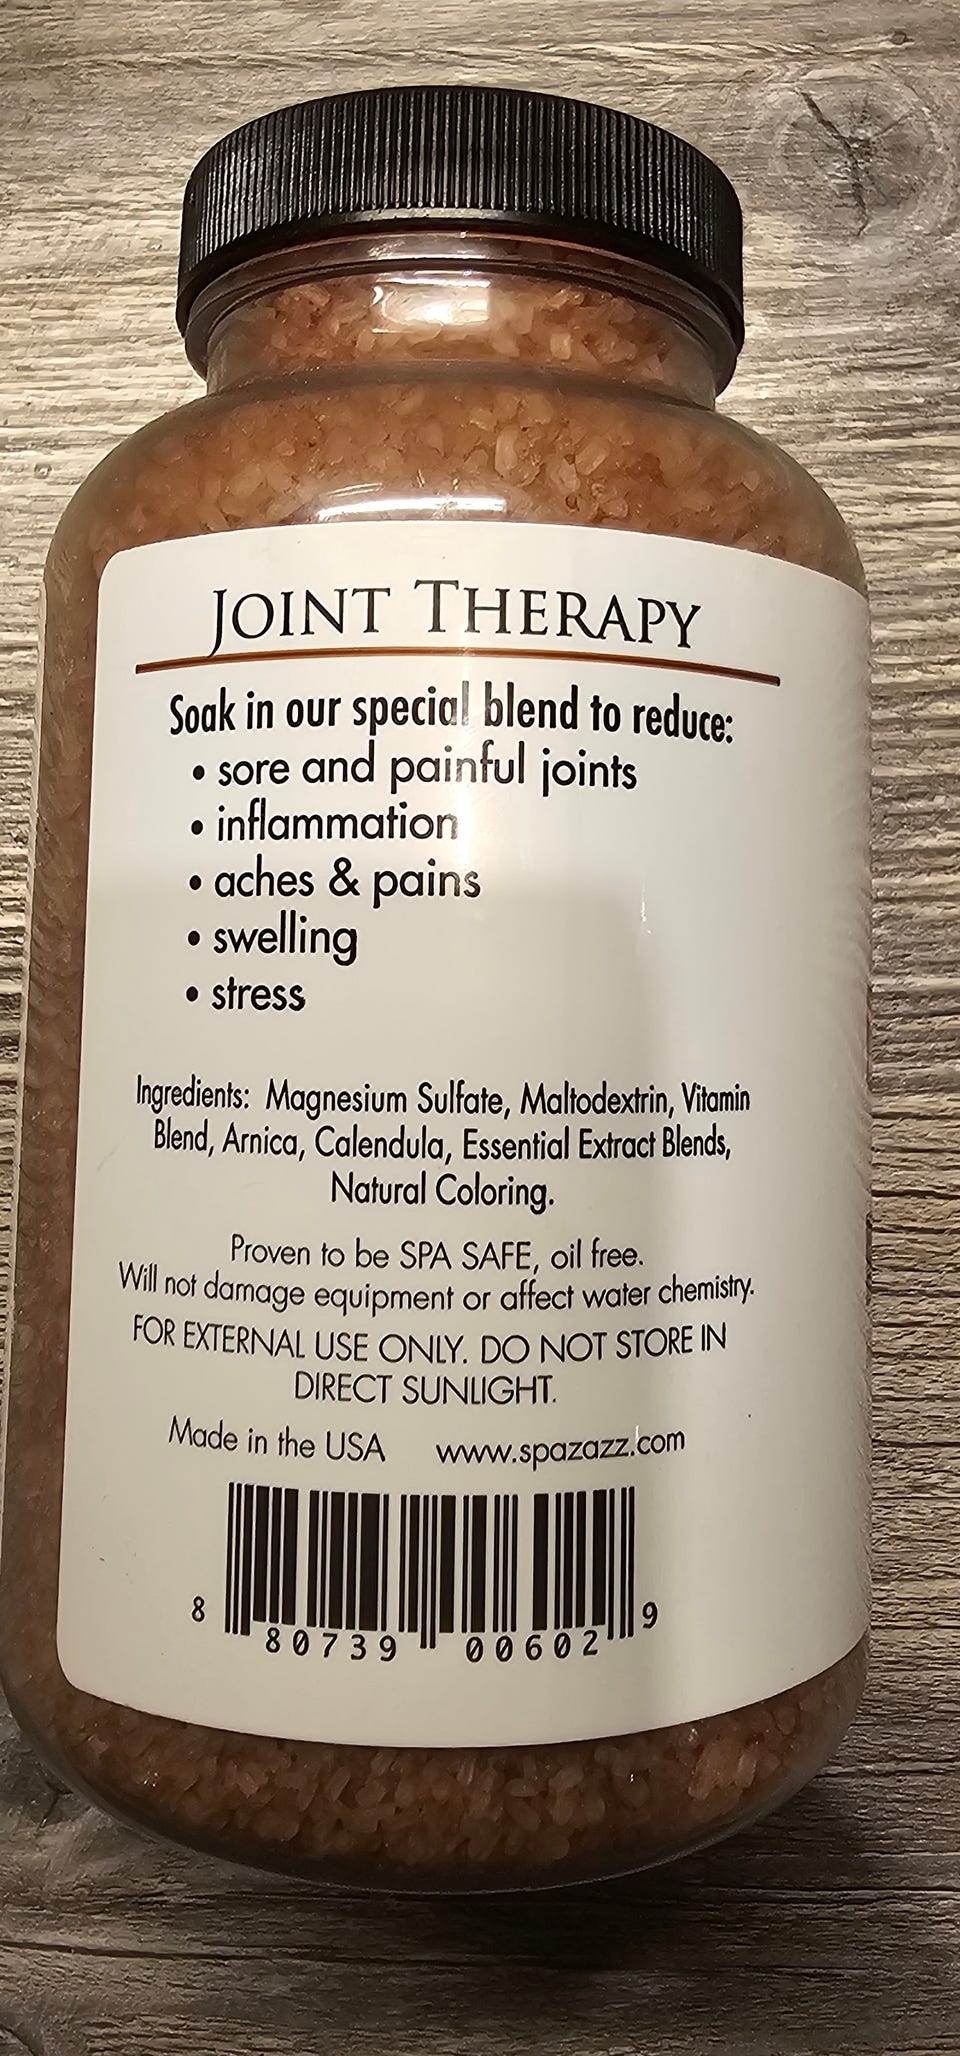 JOINT THERAPY
Soak in our special blend to reduce:
• sore and painful joints
• inflammation
• aches & pains
• swelling
• stress
Ingredients: Magnesium Sulfate, Maltodextrin, Vitamin
Blend, Arnica, Calendula, Essential Extract Blends,
Natural Coloring.
Proven to be SPA SAFE, oil free.
Will not damage equipment or affect water chemistry.
FOR EXTERNAL USE ONLY. DO NOT STORE IN
DIRECT SUNLIGHT.
Made in the USA www.spazazz.com
8 80739 00602 9